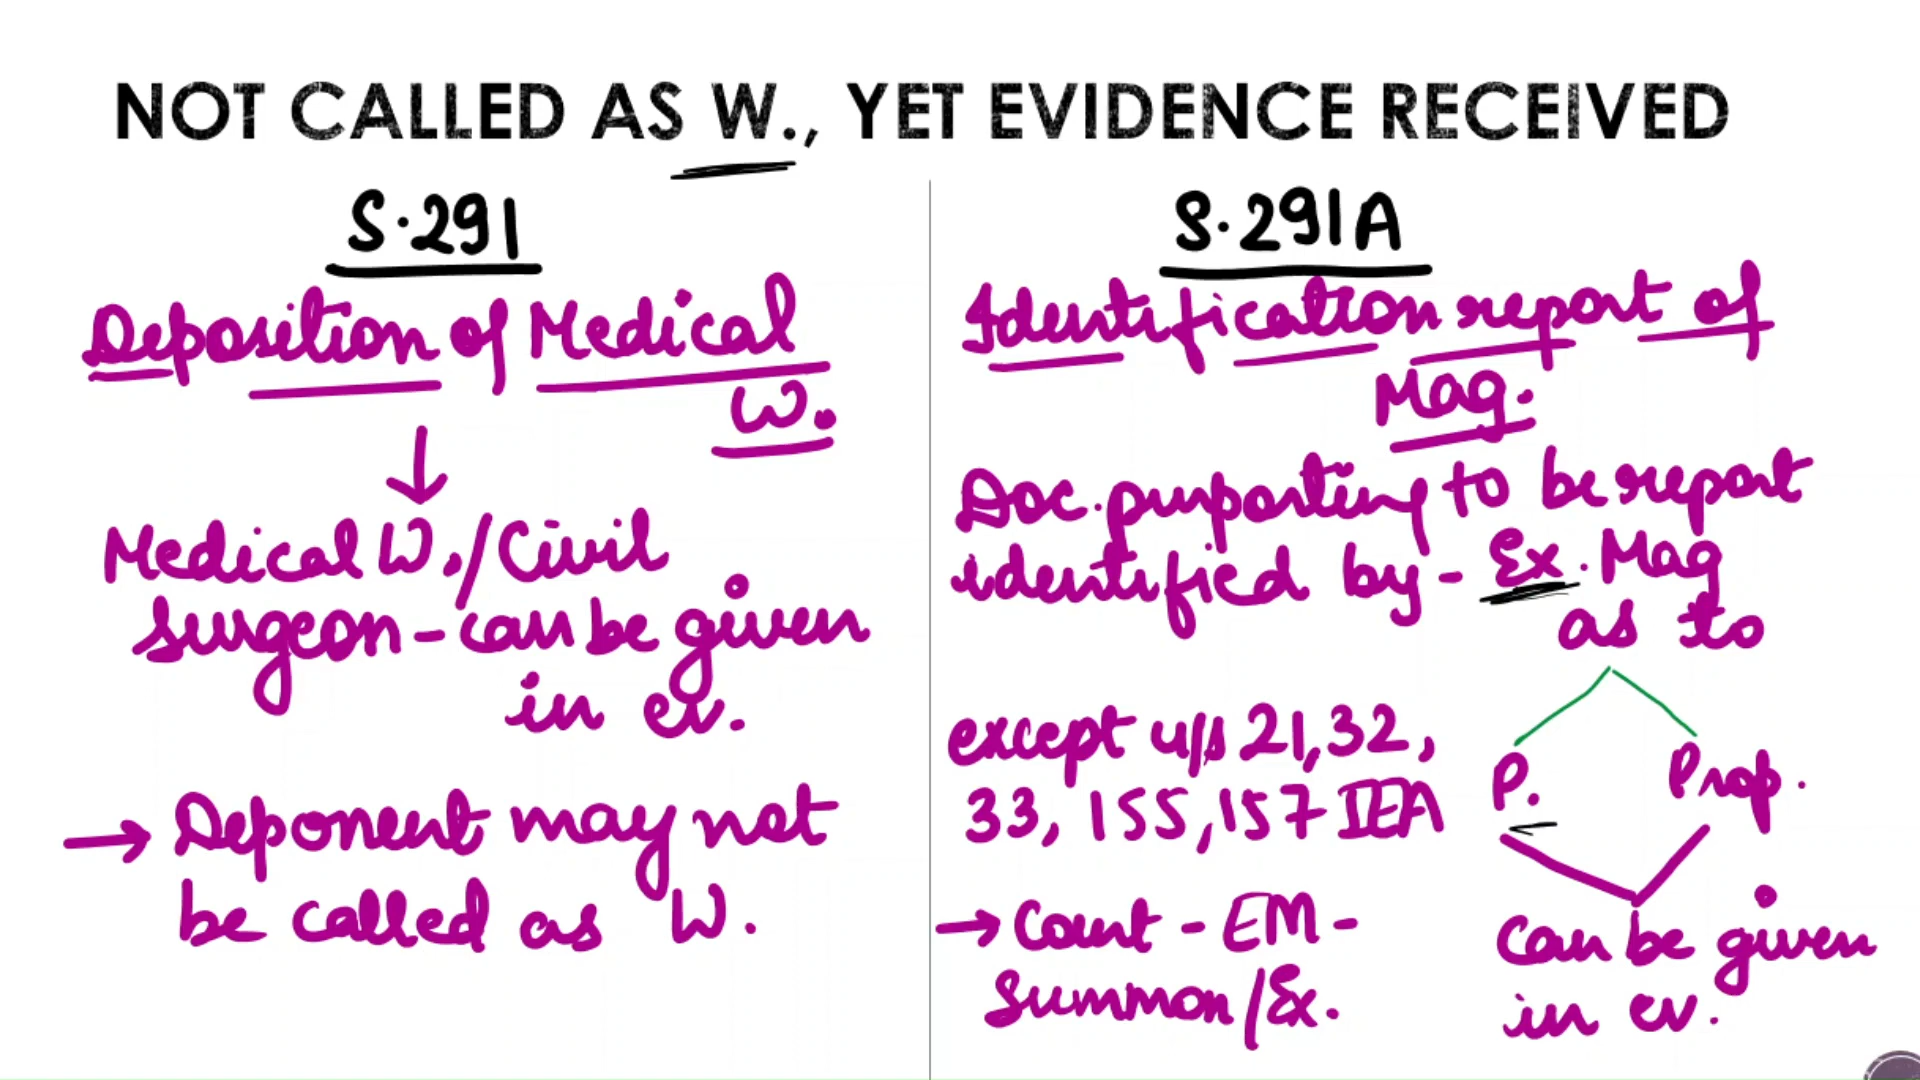 NOT CALLED AS W., YET EVIDENCE RECEIVED
S.291
Deposition of Medical
W.
Medical W./Civil
Surgeon - can be given
in ev.
→ Deponent may not
be called as W.
S.291A
Identification report of
Mag.
Doc. purporting to be report
identified by - Ex. Mag
as to
P. Prop.
can be given
in ev.
except u/s 21, 32,
33, 155, 157 IEA
→ Court - EM -
Summon/Ex.